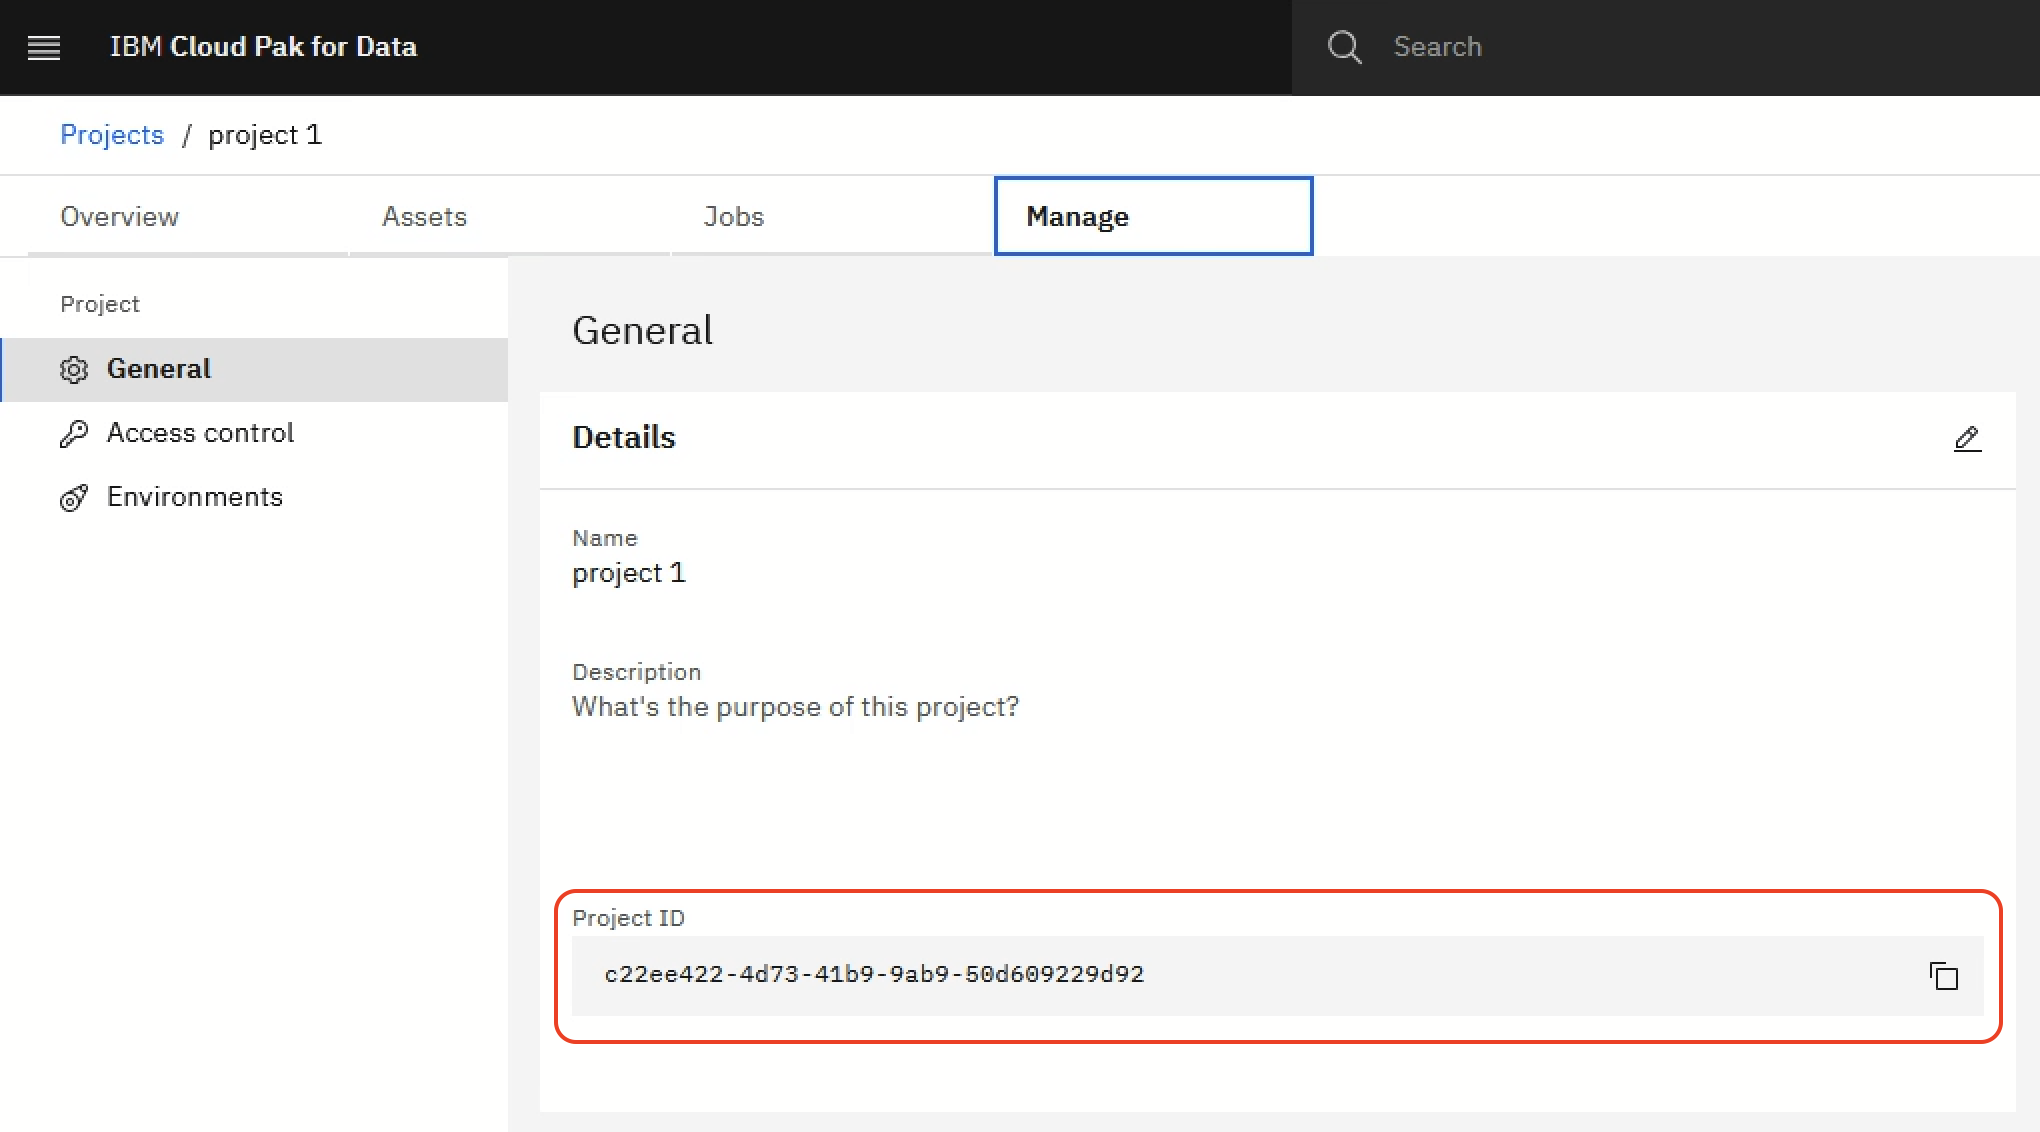 IBM Cloud Pak for Data
Search
Projects / project 1
Overview
Assets
Jobs
Manage
Project
General
Access control
Environments
General
Details
Name
project 1
Description
What's the purpose of this project?
Project ID
c22ee422-4d73-41b9-9ab9-50d609229d92